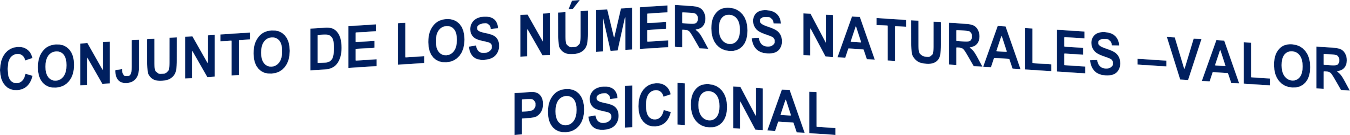 CONJUNTO DE LOS NÚMEROS NATURALES –VALOR
POSICIONAL